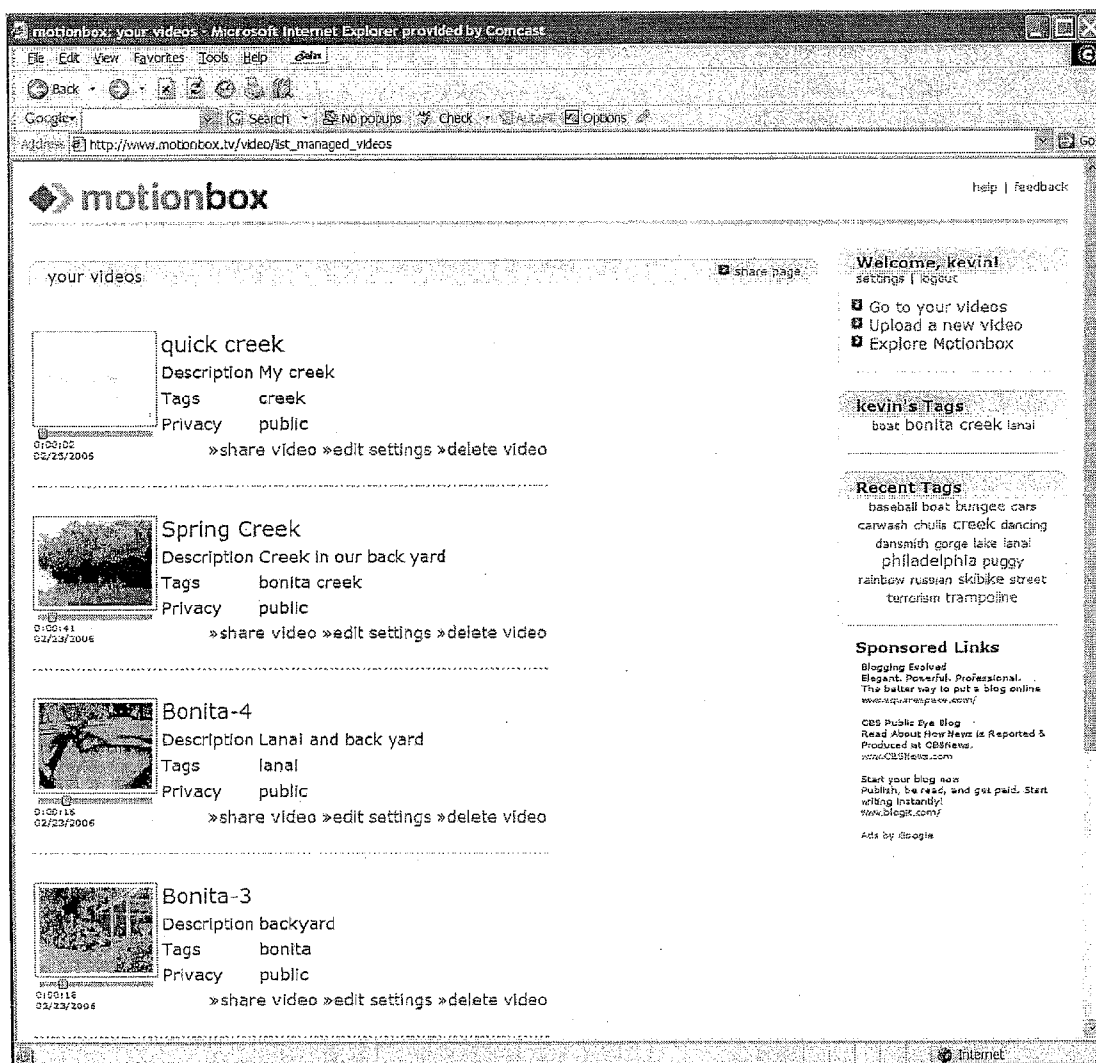 motionbox: your videos - Microsoft Internet Explorer provided by Comcast
File Edit View Favorites Tools Help
Back
Google Search No popups Check Options
Address http://www.motionbox.tv/video/list_managed_videos Go
motionbox
help | feedback
your videos
share page
quick creek
Description My creek
Tags creek
Privacy public
»share video »edit settings »delete video
0:00:02
02/25/2006
Spring Creek
Description Creek in our back yard
Tags bonita creek
Privacy public
»share video »edit settings »delete video
0:00:41
02/23/2006
Bonita-4
Description Lanai and back yard
Tags lanai
Privacy public
»share video »edit settings »delete video
0:00:16
02/23/2006
Bonita-3
Description backyard
Tags bonita
Privacy public
»share video »edit settings »delete video
0:00:16
02/23/2006
Welcome, kevin!
settings | logout
Go to your videos
Upload a new video
Explore Motionbox
kevin's Tags
boat bonita creek lanai
Recent Tags
baseball boat bungee cars
carwash chulis creek dancing
dansmith gorge lake lanai
philadelphia puggy
rainbow russian skibike street
terrorism trampoline
Sponsored Links
Blogging Evolved
Elegant. Powerful. Professional.
The better way to put a blog online
www.squarespace.com/
CBS Public Eye Blog
Read About How News is Reported &
Produced at CBSNews.
www.CBSNews.com
Start your blog now
Publish, be read, and get paid. Start
writing instantly!
www.blogit.com/
Ads by Google
Internet